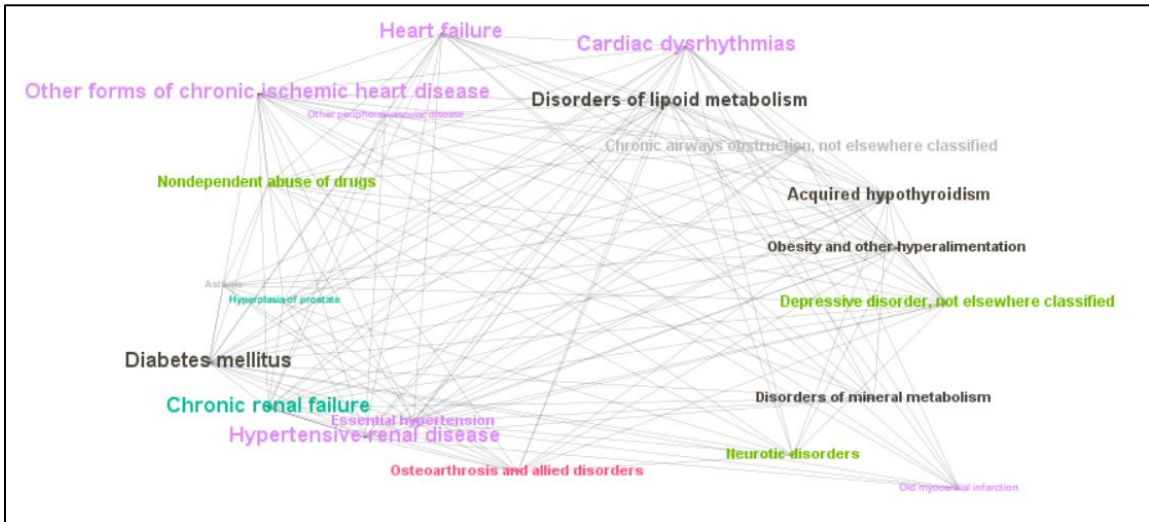 Heart failure
Cardiac dysrhythmias
Other forms of chronic ischemic heart disease
Disorders of lipoid metabolism
Other peripheral vascular disease
Chronic airways obstruction, not elsewhere classified
Nondependent abuse of drugs
Acquired hypothyroidism
Obesity and other hyperalimentation
Asthma
Hyperplasia of prostate
Depressive disorder, not elsewhere classified
Diabetes mellitus
Disorders of mineral metabolism
Chronic renal failure
Essential hypertension
Hypertensive renal disease
Neurotic disorders
Osteoarthrosis and allied disorders
Old myocardial infarction